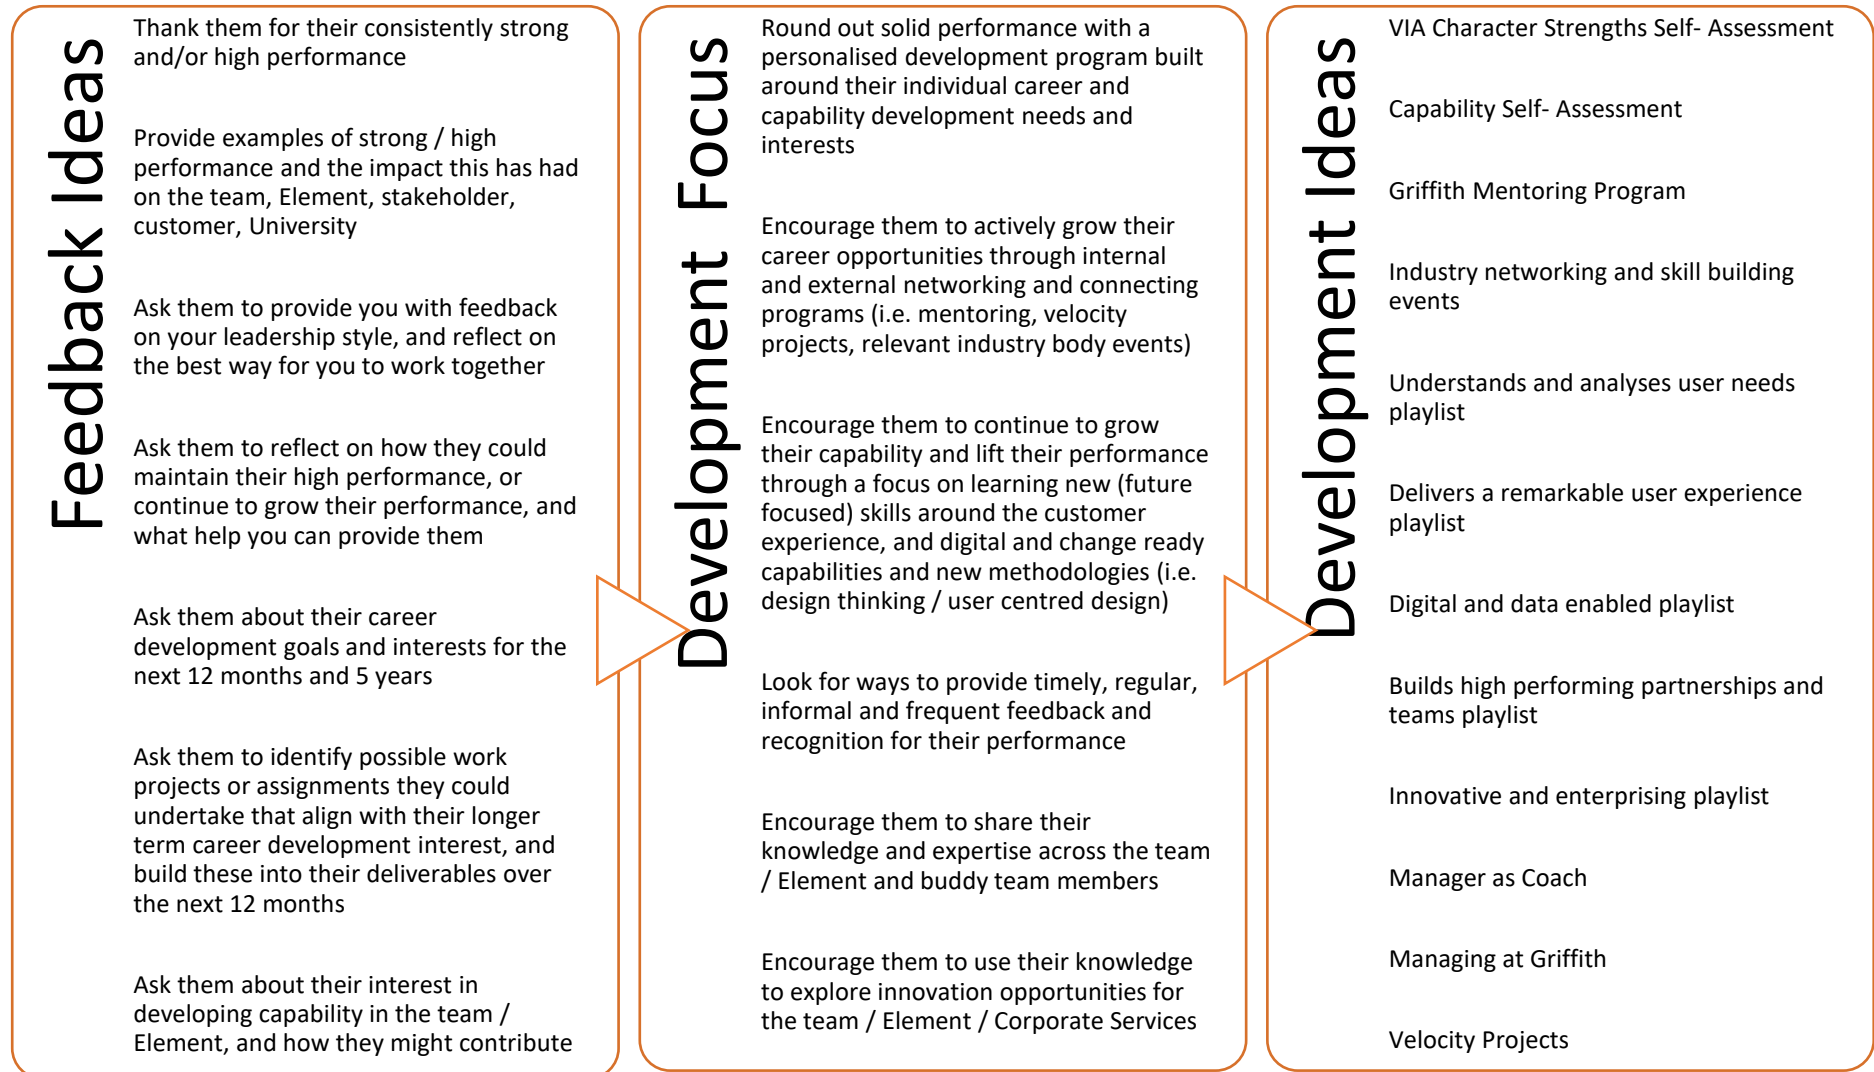 Feedback Ideas
Thank them for their consistently strong
and/or high performance
Provide examples of strong / high
performance and the impact this has had
on the team, Element, stakeholder,
customer, University
Ask them to provide you with feedback
on your leadership style, and reflect on
the best way for you to work together
Ask them to reflect on how they could
maintain their high performance, or
continue to grow their performance, and
what help you can provide them
Ask them about their career
development goals and interests for the
next 12 months and 5 years
Ask them to identify possible work
projects or assignments they could
undertake that align with their longer
term career development interest, and
build these into their deliverables over
the next 12 months
Ask them about their interest in
developing capability in the team /
Element, and how they might contribute
Development Focus
Round out solid performance with a
personalised development program built
around their individual career and
capability development needs and
interests
Encourage them to actively grow their
career opportunities through internal
and external networking and connecting
programs (i.e. mentoring, velocity
projects, relevant industry body events)
Encourage them to continue to grow
their capability and lift their performance
through a focus on learning new (future
focused) skills around the customer
experience, and digital and change ready
capabilities and new methodologies (i.e.
design thinking / user centred design)
Look for ways to provide timely, regular,
informal and frequent feedback and
recognition for their performance
Encourage them to share their
knowledge and expertise across the team
/ Element and buddy team members
Encourage them to use their knowledge
to explore innovation opportunities for
the team / Element / Corporate Services
Development Ideas
VIA Character Strengths Self- Assessment
Capability Self- Assessment
Griffith Mentoring Program
Industry networking and skill building
events
Understands and analyses user needs
playlist
Delivers a remarkable user experience
playlist
Digital and data enabled playlist
Builds high performing partnerships and
teams playlist
Innovative and enterprising playlist
Manager as Coach
Managing at Griffith
Velocity Projects